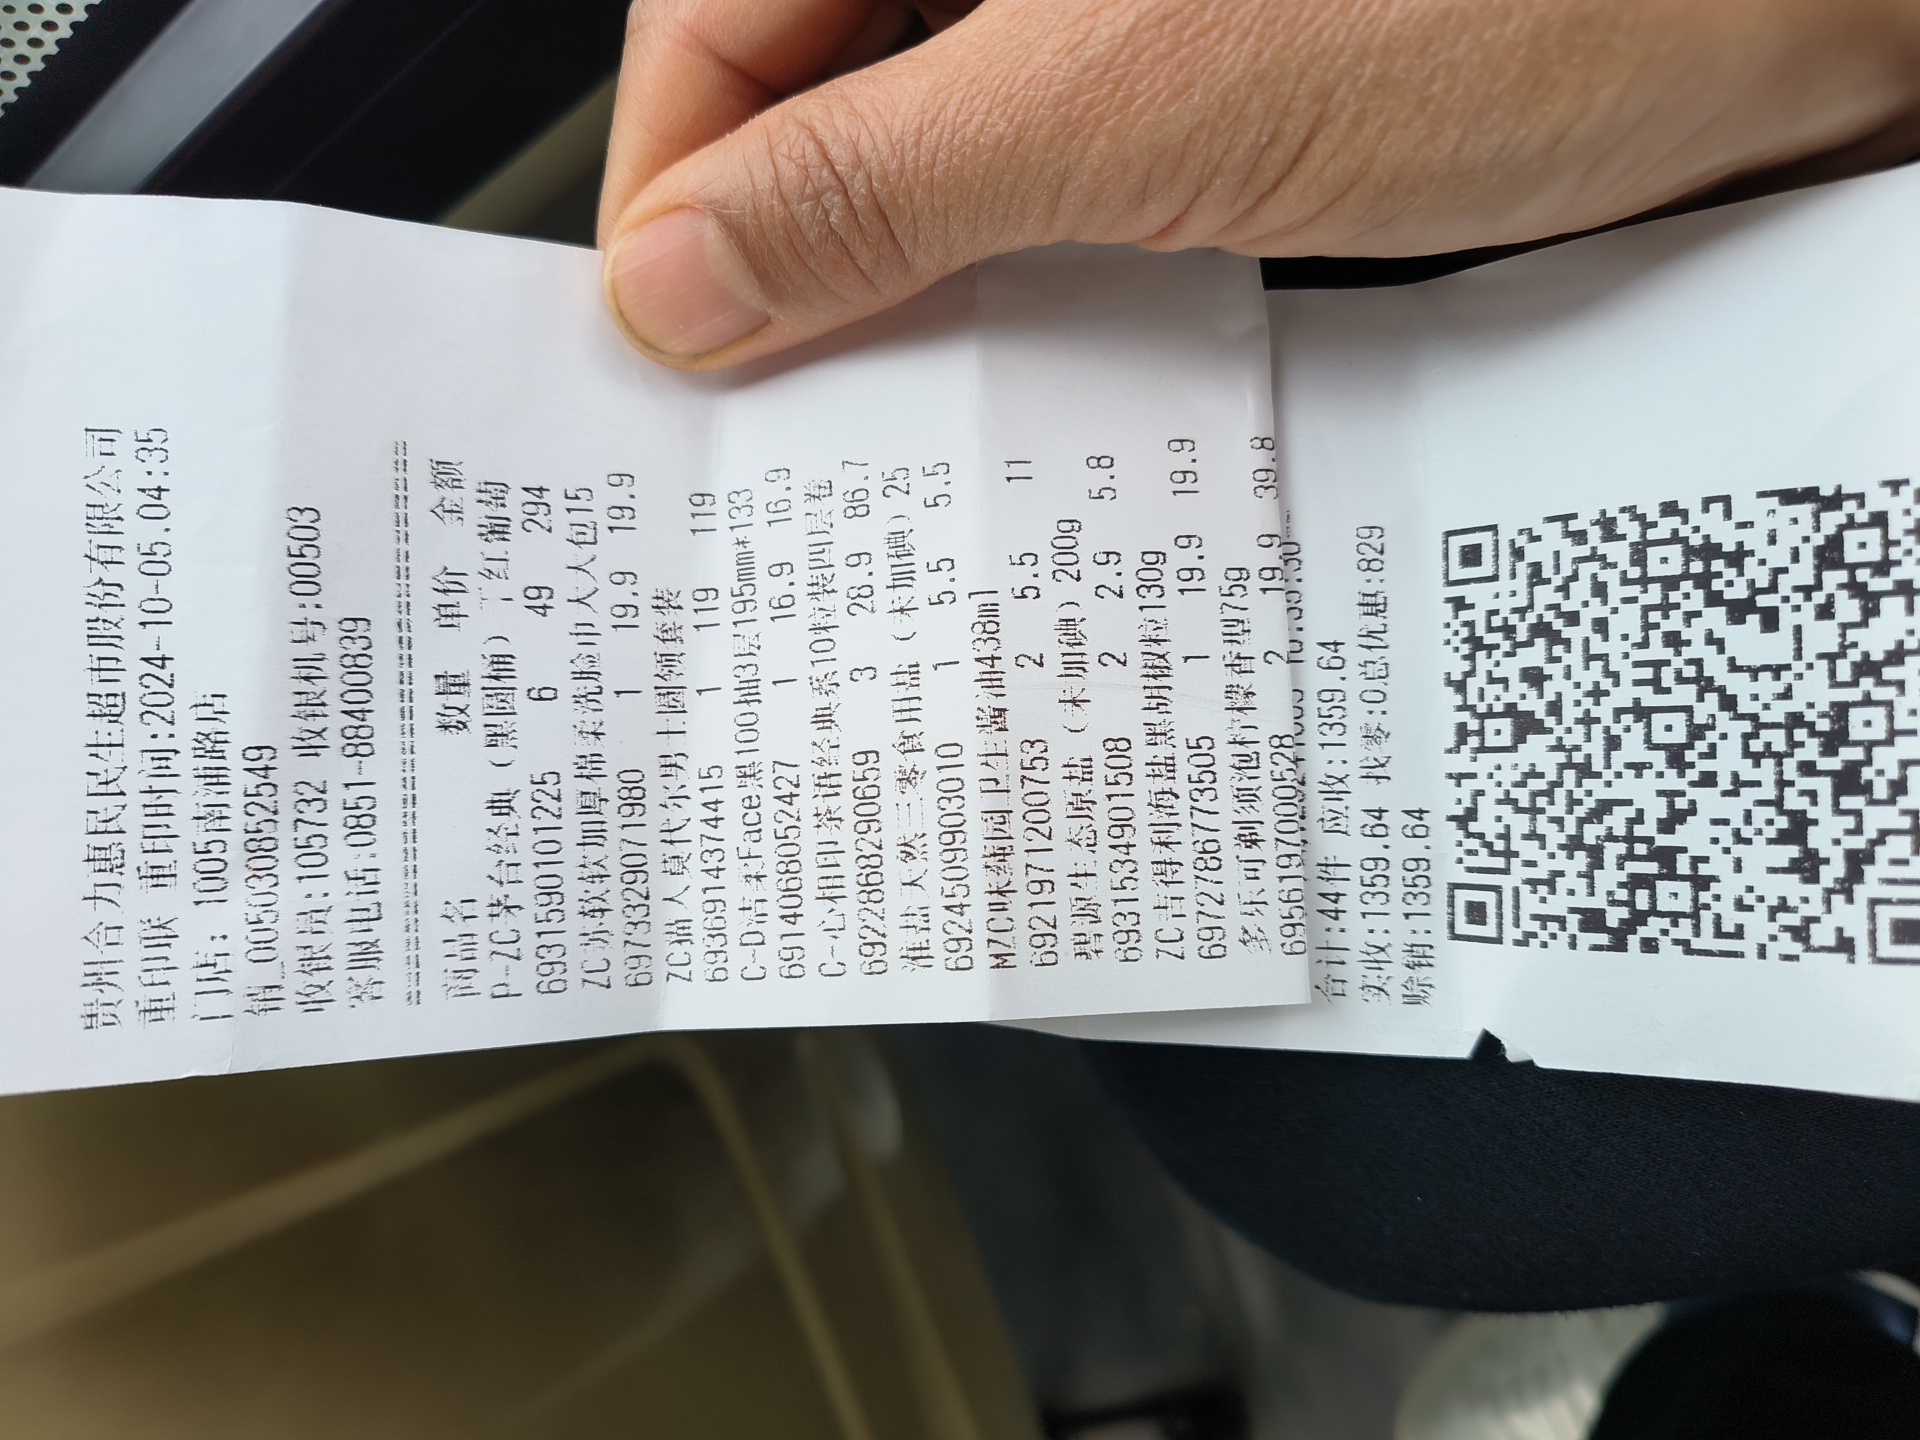 贵州合力惠民民生超市股份有限公司
重印联 重印时间:2024-10-05.04:35
门店: 1005南浦路店
销_00503083082549
收银员:105732 收银机号:00503
客服电话:0851-88400839
商品名 数量 单价 金额
P-ZC茅台经典（黑圆桶）干红葡萄
6931590101225 6 49 294
ZC苏软软加厚棉柔洗脸巾大大包15
6973329071980 1 19.9 19.9
ZC猫人莫代尔男士圆领套装
6936914374415 1 119 119
C-D洁柔Face黑100抽3层195mm*133
6914068052427 1 16.9 16.9
C-心相印茶语经典系10粒装四层卷
6922868290659 3 28.9 86.7
淮盐天然三零食用盐（未加碘）25
6924509903010 1 5.5 5.5
MZC味莼园卫生酱油438ml
6921971200753 2 5.5 11
碧源生态原盐（未加碘）200g
6931534901508 2 2.9 5.8
ZC吉得利海盐黑胡椒粒130g
6972778677350​5 1 19.9 19.9
多乐可剃须泡柠檬香型75g
6956197000528 2 19.9 39.8
合计:44件 应收:1359.64
实收:1359.64 找零:0总优惠:829
赊销:1359.64